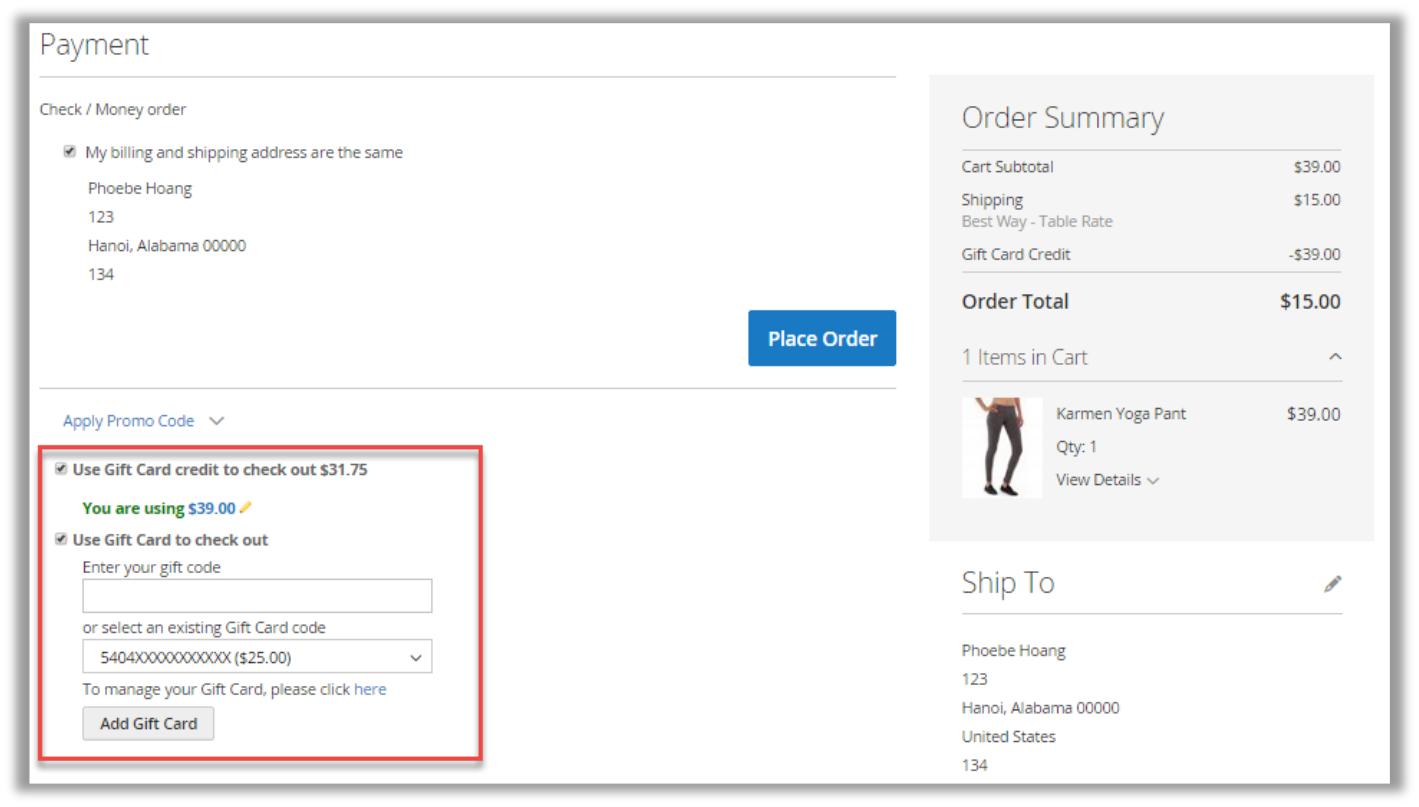 Payment
Check / Money order
My billing and shipping address are the same
Phoebe Hoang
123
Hanoi, Alabama 00000
134
Place Order
Apply Promo Code
Use Gift Card credit to check out $31.75
You are using $39.00
Use Gift Card to check out
Enter your gift code
or select an existing Gift Card code
5404XXXXXXXXXXX ($25.00)
To manage your Gift Card, please click here
Add Gift Card
Order Summary
Cart Subtotal $39.00
Shipping $15.00
Best Way - Table Rate
Gift Card Credit -$39.00
Order Total $15.00
1 Items in Cart
Karmen Yoga Pant $39.00
Qty: 1
View Details
Ship To
Phoebe Hoang
123
Hanoi, Alabama 00000
United States
134